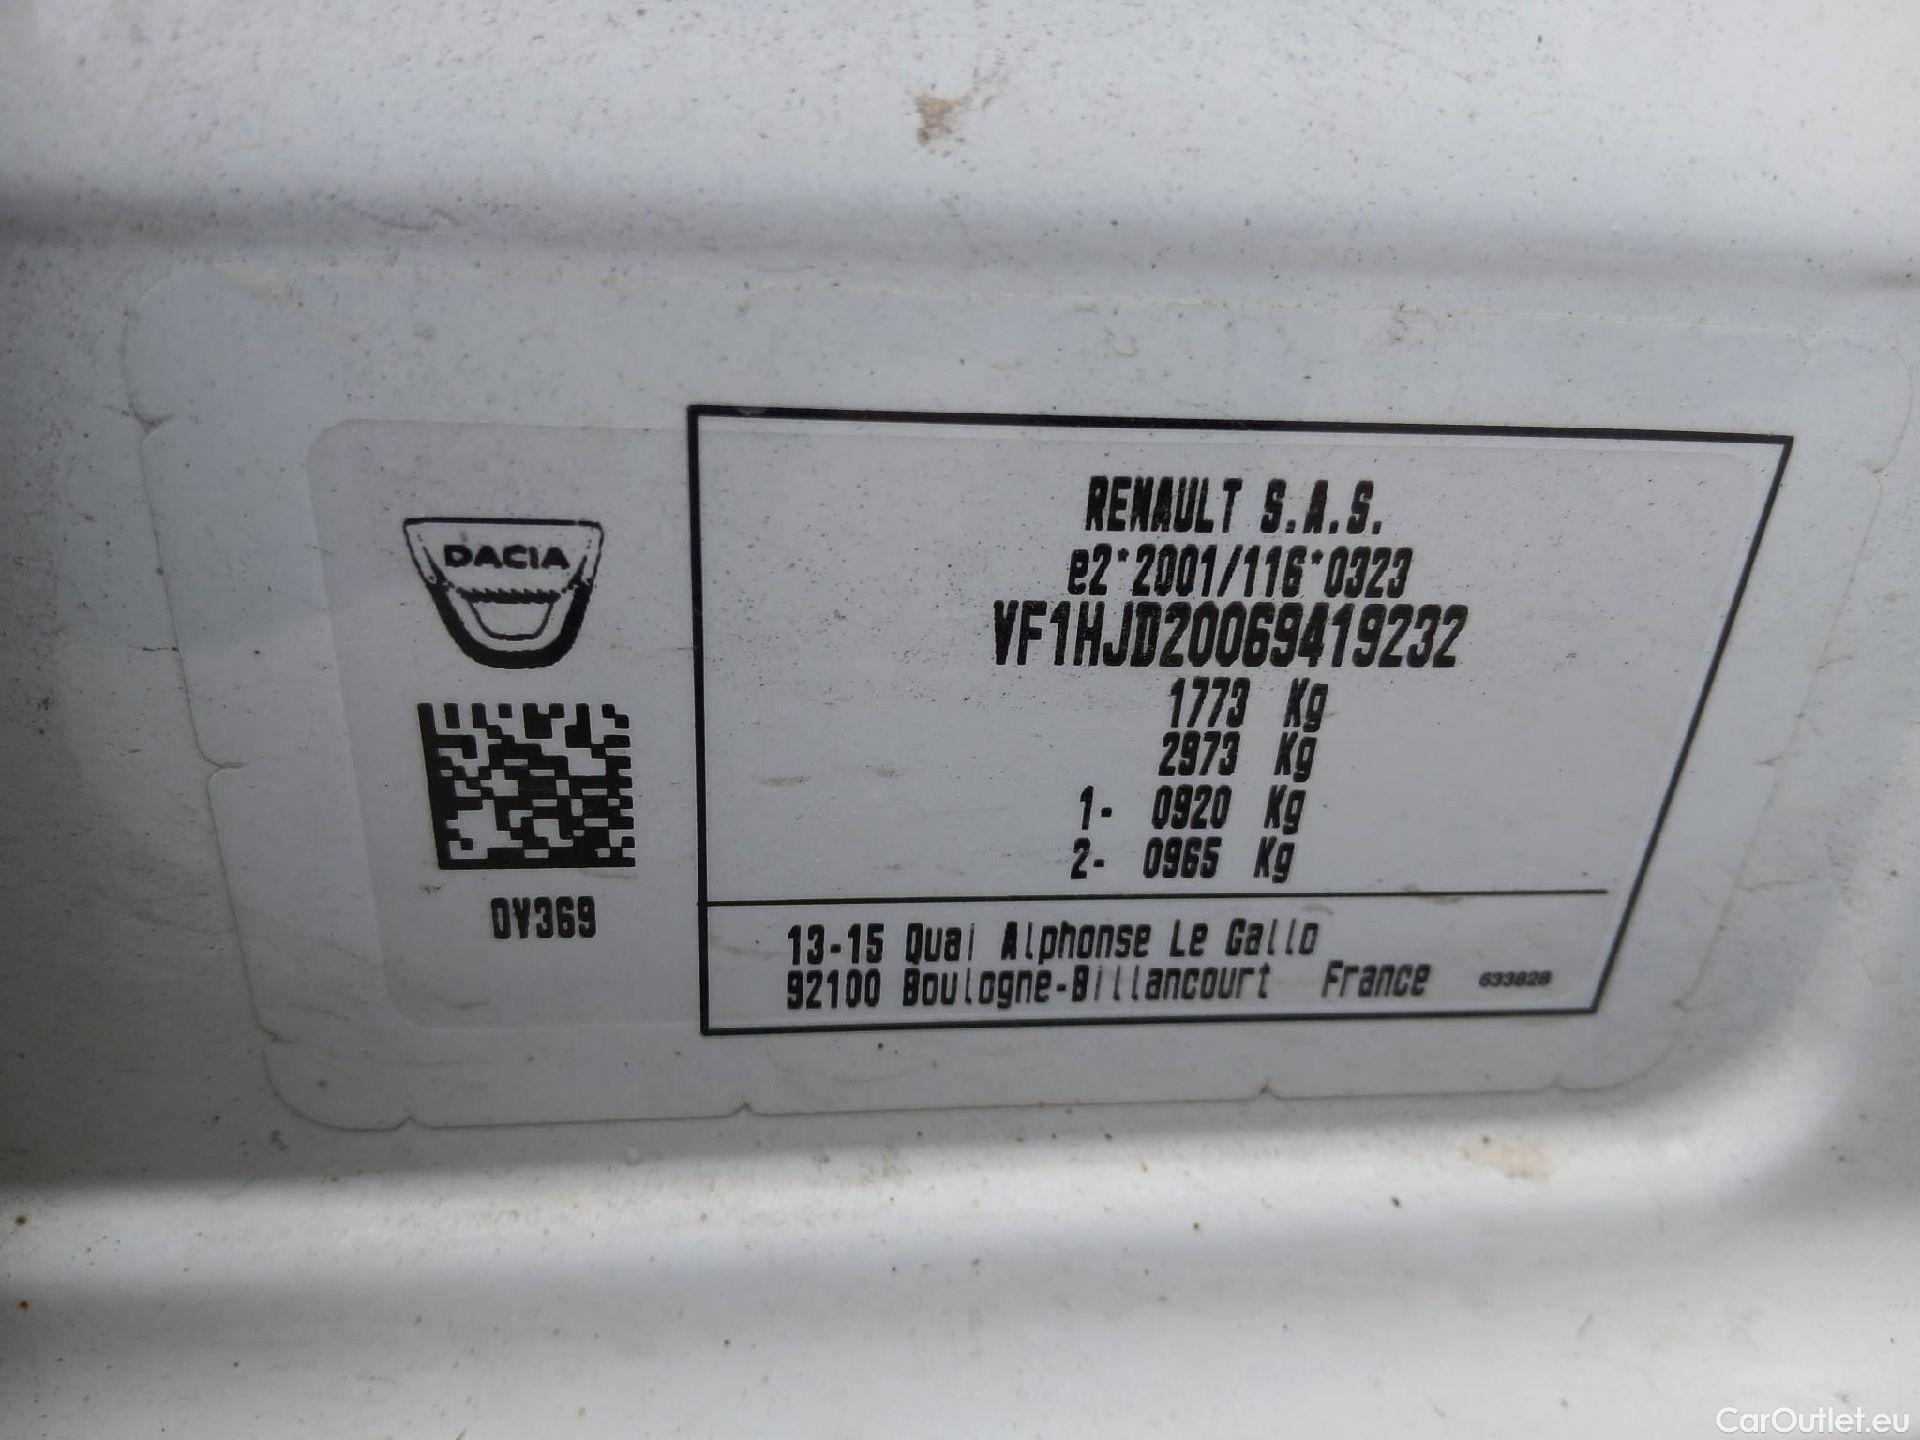 DACIA
0V369
RENAULT S.A.S.
e2*2001/116*0323
VF1HJD20069419232
1773 Kg
2973 Kg
1- 0920 Kg
2- 0965 Kg
13-15 Quai Alphonse Le Gallo
92100 Boulogne-Billancourt France 633828
CarOutlet.eu